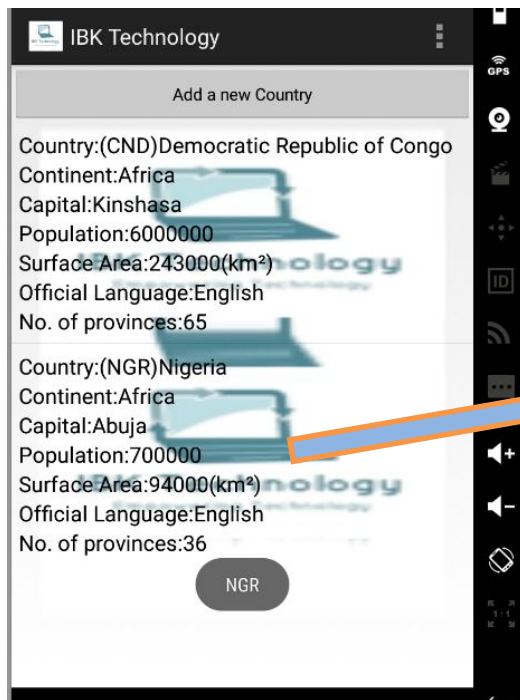 IBK Technology
GPS
Add a new Country
Country:(CND)Democratic Republic of Congo
Continent:Africa
Capital:Kinshasa
Population:6000000
Surface Area:243000(km²)
Official Language:English
No. of provinces:65
ID
Country:(NGR)Nigeria
Continent:Africa
Capital:Abuja
Population:700000
Surface Area:94000(km²)
Official Language:English
No. of provinces:36
NGR
1:1